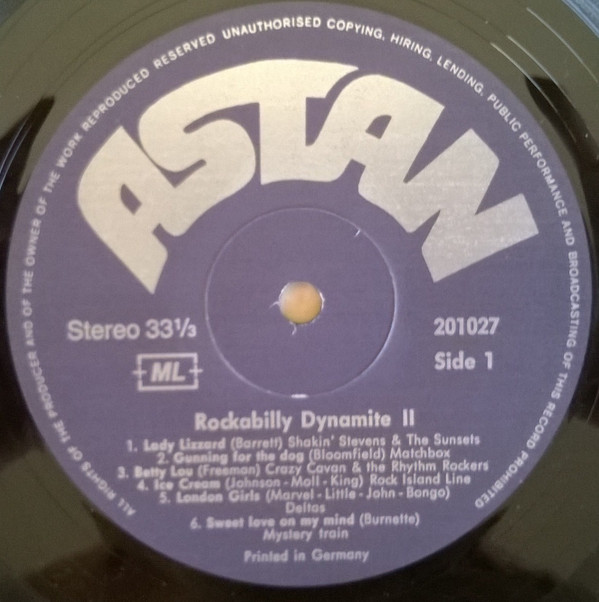 ALL RIGHTS OF THE PRODUCER AND OF THE OWNER OF THE WORK REPRODUCED RESERVED UNAUTHORISED COPYING, HIRING, LENDING, PUBLIC PERFORMANCE AND BROADCASTING OF THIS RECORD PROHIBITED
ASTAN
Stereo 33⅓
201027
ML
Side 1
Rockabilly Dynamite II
1. Lady Lizzard (Barrett) Shakin' Stevens & The Sunsets
2. Gunning for the dog (Bloomfield) Matchbox
3. Betty Lou (Freeman) Crazy Cavan & the Rhythm Rockers
4. Ice Cream (Johnson - Moll - King) Rock Island Line
5. London Girls (Marvel - Little - John - Bongo)
Deltas
6. Sweet love on my mind (Burnette)
Mystery train
Printed in Germany